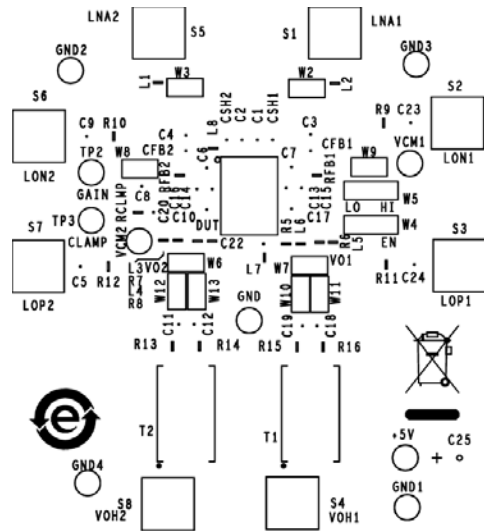 LNA2
S5
S1
LNA1
GND2
GND3
L1
W3
W2
L2
S6
S2
CSH2
C2
C1
CSH1
C9
R10
C4
L8
C3
R9
C23
W8
CFB2
C6
C7
CFB1
VCM1
TP2
W9
LON2
LON1
GAIN
RFB2
RFB1
C8
C16
C14
C13
C15
W5
RCLMP
LO
HI
S7
TP3
C20
C10
DUT
R5
L6
C17
W4
S3
CLAMP
VCM2
C22
R6
L5
EN
L3
VO2
W6
L7
W7
VO1
LOP2
C5
R12
R7
L4
R8
W12
W13
GND
W10
W11
R11
C24
LOP1
C11
C12
C19
C18
R13
R14
R15
R16
e
T2
T1
+5V
+
C25
GND4
S8
VOH2
S4
VOH1
GND1